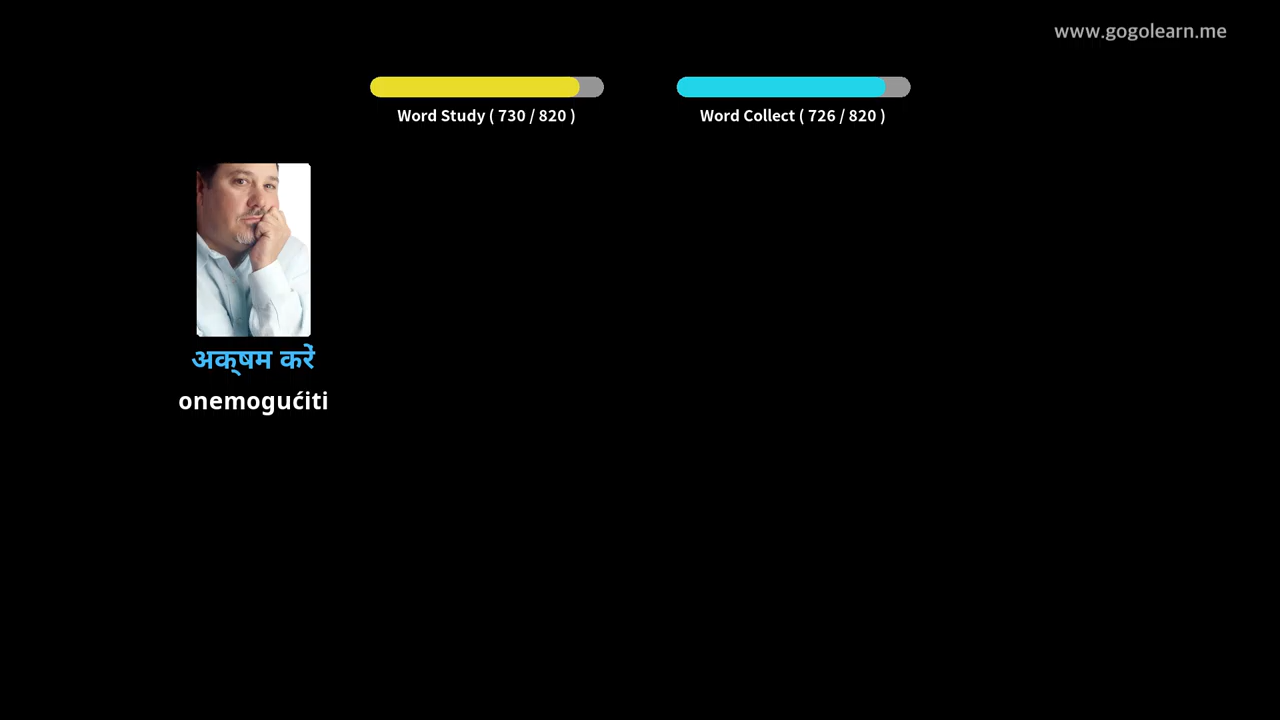 www.gogolearn.me
Word Study ( 730 / 820 )
Word Collect ( 726 / 820 )
अक्षम करें
onemogućiti